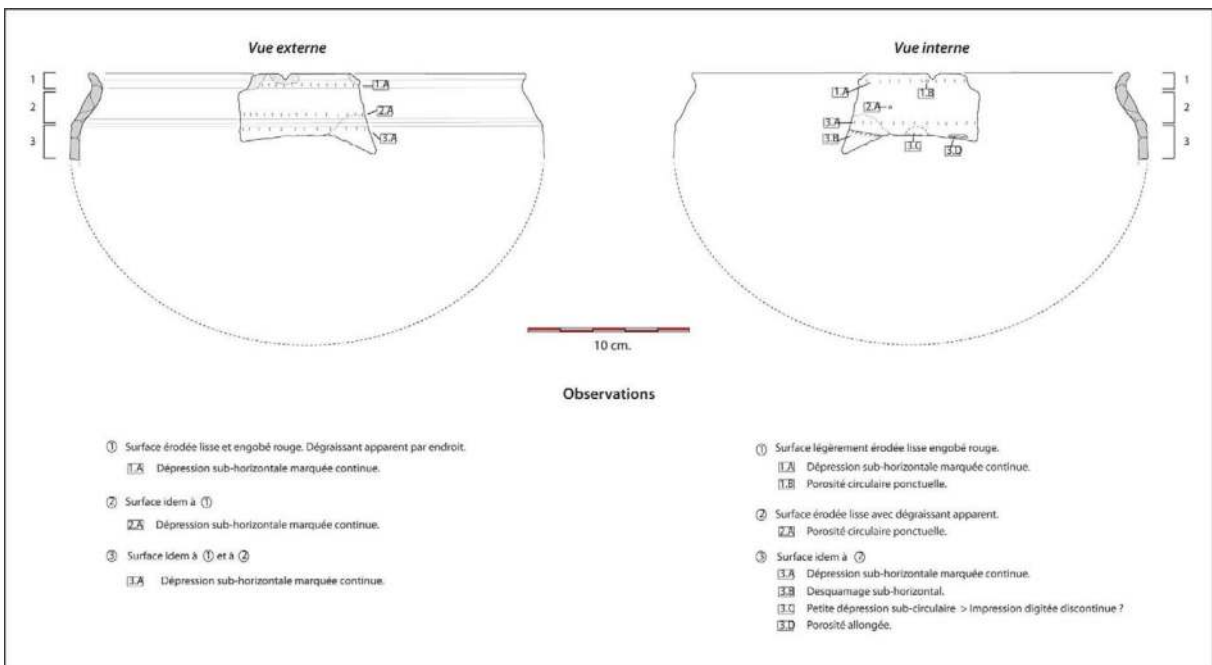 Vue externe
Vue interne
1
2
3
1.A
2.A
3.A
1.A
1.B
2.A
3.A
3.B
3.C
3.D
1
2
3
10 cm.
Observations
① Surface érodée lisse et engobé rouge. Dégraissant apparent par endroit.
1.A Dépression sub-horizontale marquée continue.
② Surface idem à ①
2.A Dépression sub-horizontale marquée continue.
③ Surface idem à ① et à ②
3.A Dépression sub-horizontale marquée continue.
① Surface légèrement érodée lisse engobé rouge.
1.A Dépression sub-horizontale marquée continue.
1.B Porosité circulaire ponctuelle.
② Surface érodée lisse avec dégraissant apparent.
2.A Porosité circulaire ponctuelle.
③ Surface idem à ②
3.A Dépression sub-horizontale marquée continue.
3.B Desquamage sub-horizontal.
3.C Petite dépression sub-circulaire > Impression digitée discontinue ?
3.D Porosité allongée.